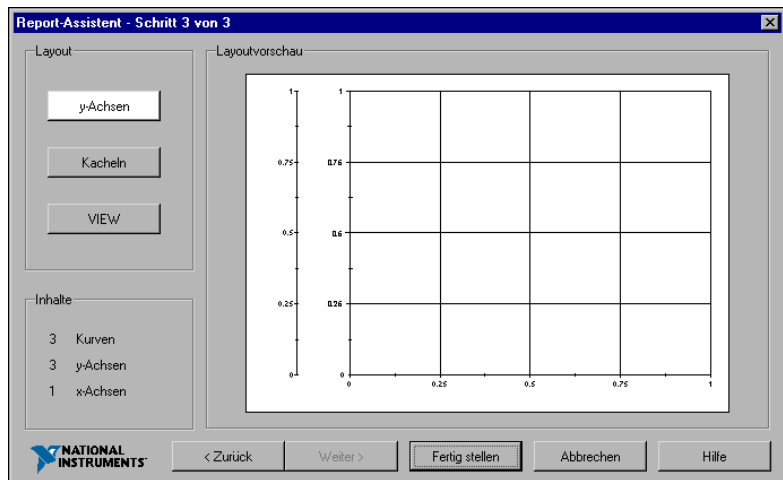 Report-Assistent - Schritt 3 von 3
Layout
y-Achsen
Kacheln
VIEW
Inhalte
3 Kurven
3 y-Achsen
1 x-Achsen
Layoutvorschau
1
0.75
0.5
0.25
0
1
0.75
0.5
0.25
0
0 0.25 0.5 0.75 1
NATIONAL
INSTRUMENTS
< Zurück
Weiter >
Fertig stellen
Abbrechen
Hilfe